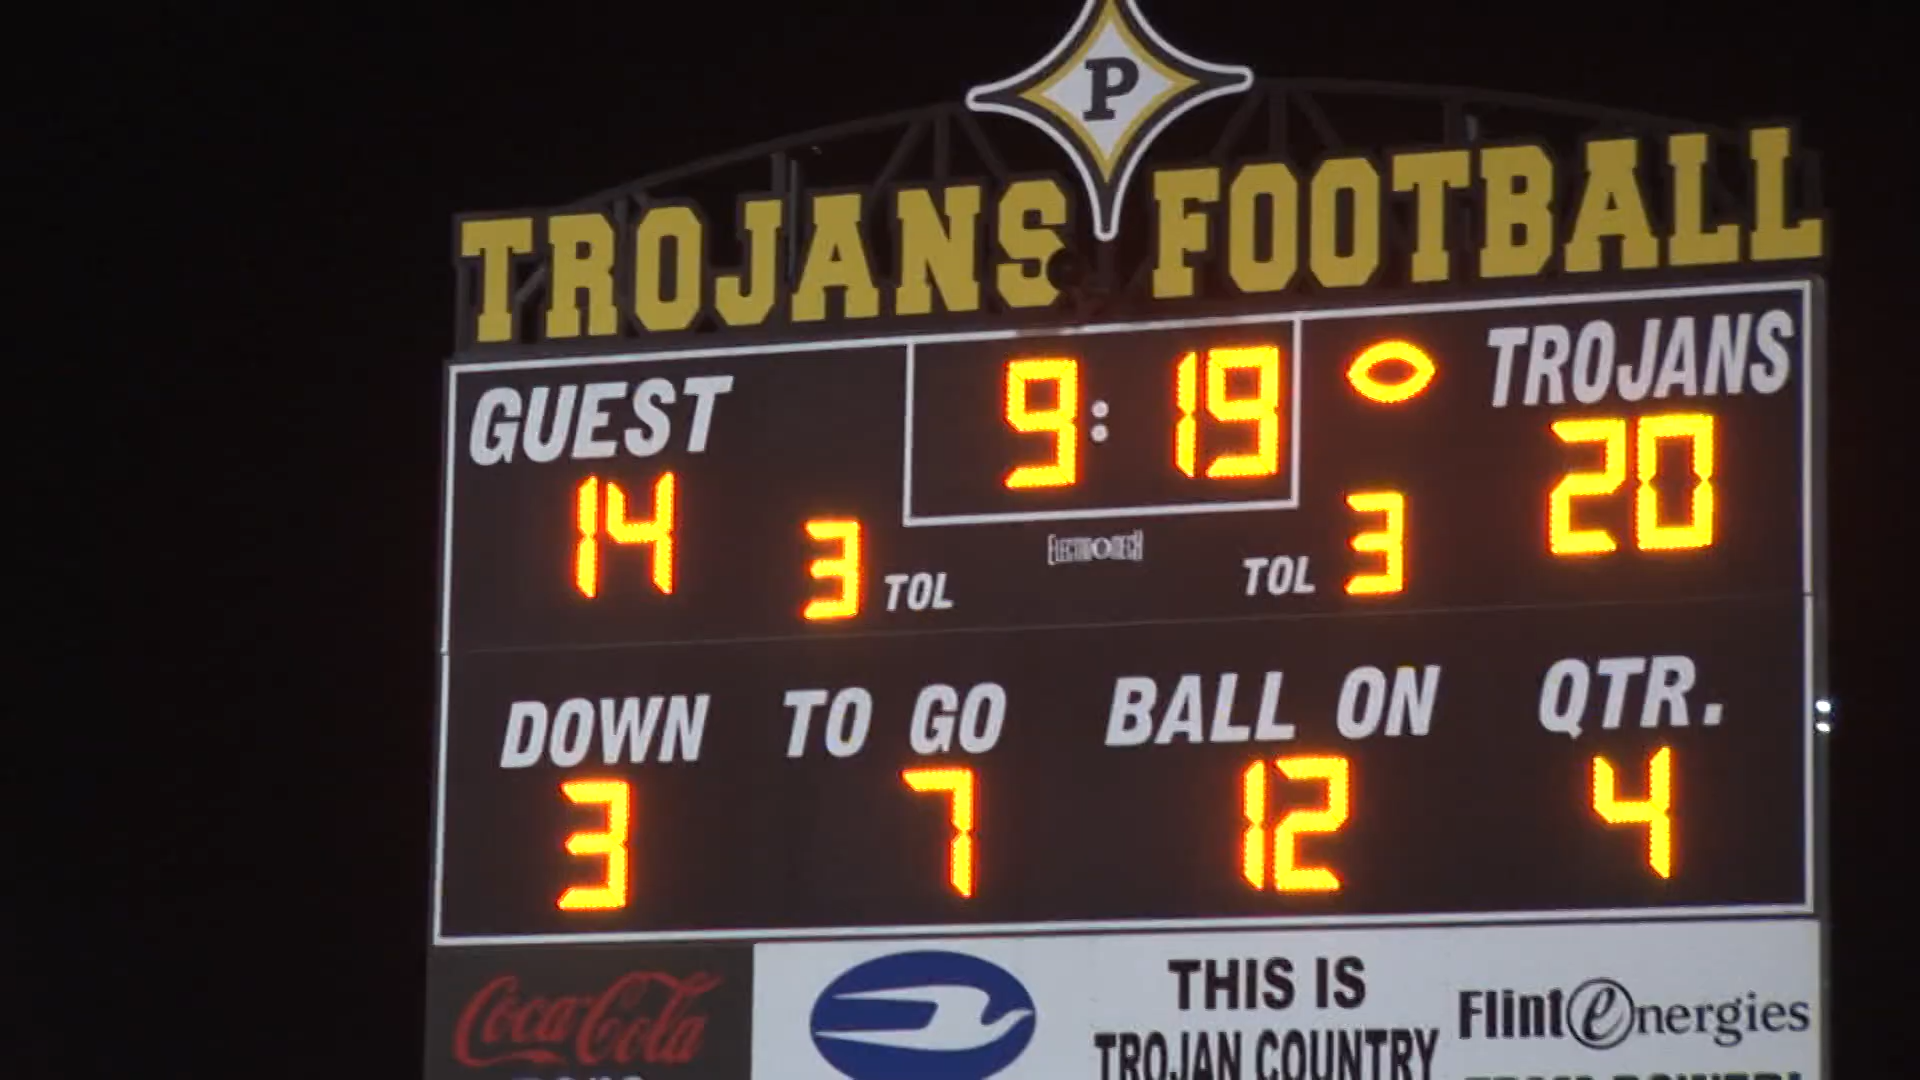 P
TROJANS FOOTBALL
GUEST 9:19 TROJANS
14 20
3 TOL TOL 3
ELECTRO-MECH
DOWN TO GO BALL ON QTR.
3 7 12 4
Coca-Cola
THIS IS
TROJAN COUNTRY
Flint energies